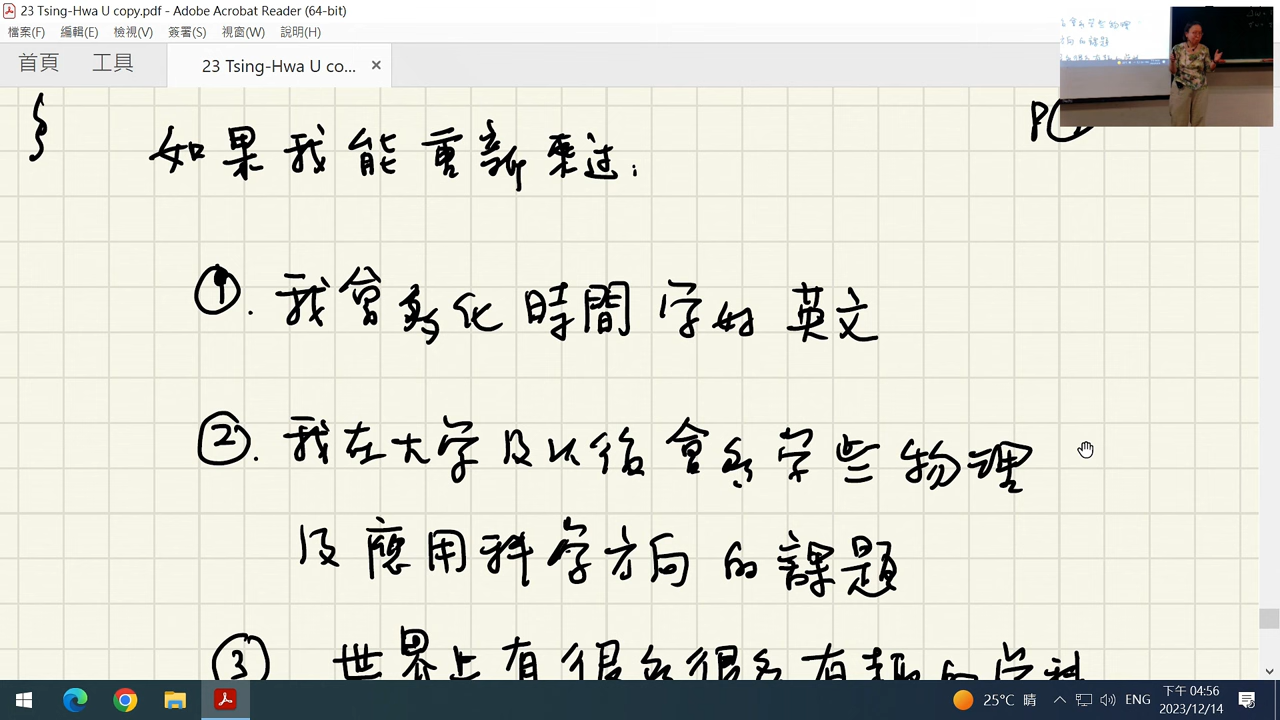 23 Tsing-Hwa U copy.pdf - Adobe Acrobat Reader (64-bit)
檔案(F) 編輯(E) 檢視(V) 簽署(S) 視窗(W) 說明(H)
首頁 工具 23 Tsing-Hwa U co... ×
如果我能重新來过:
①. 我會多花時間学好英文
②. 我在大学及以後會多学些物理
及應用科学方向的課題
③ 世界上有很多很多有趣的学科
25°C 晴 ENG 下午 04:56
2023/12/14